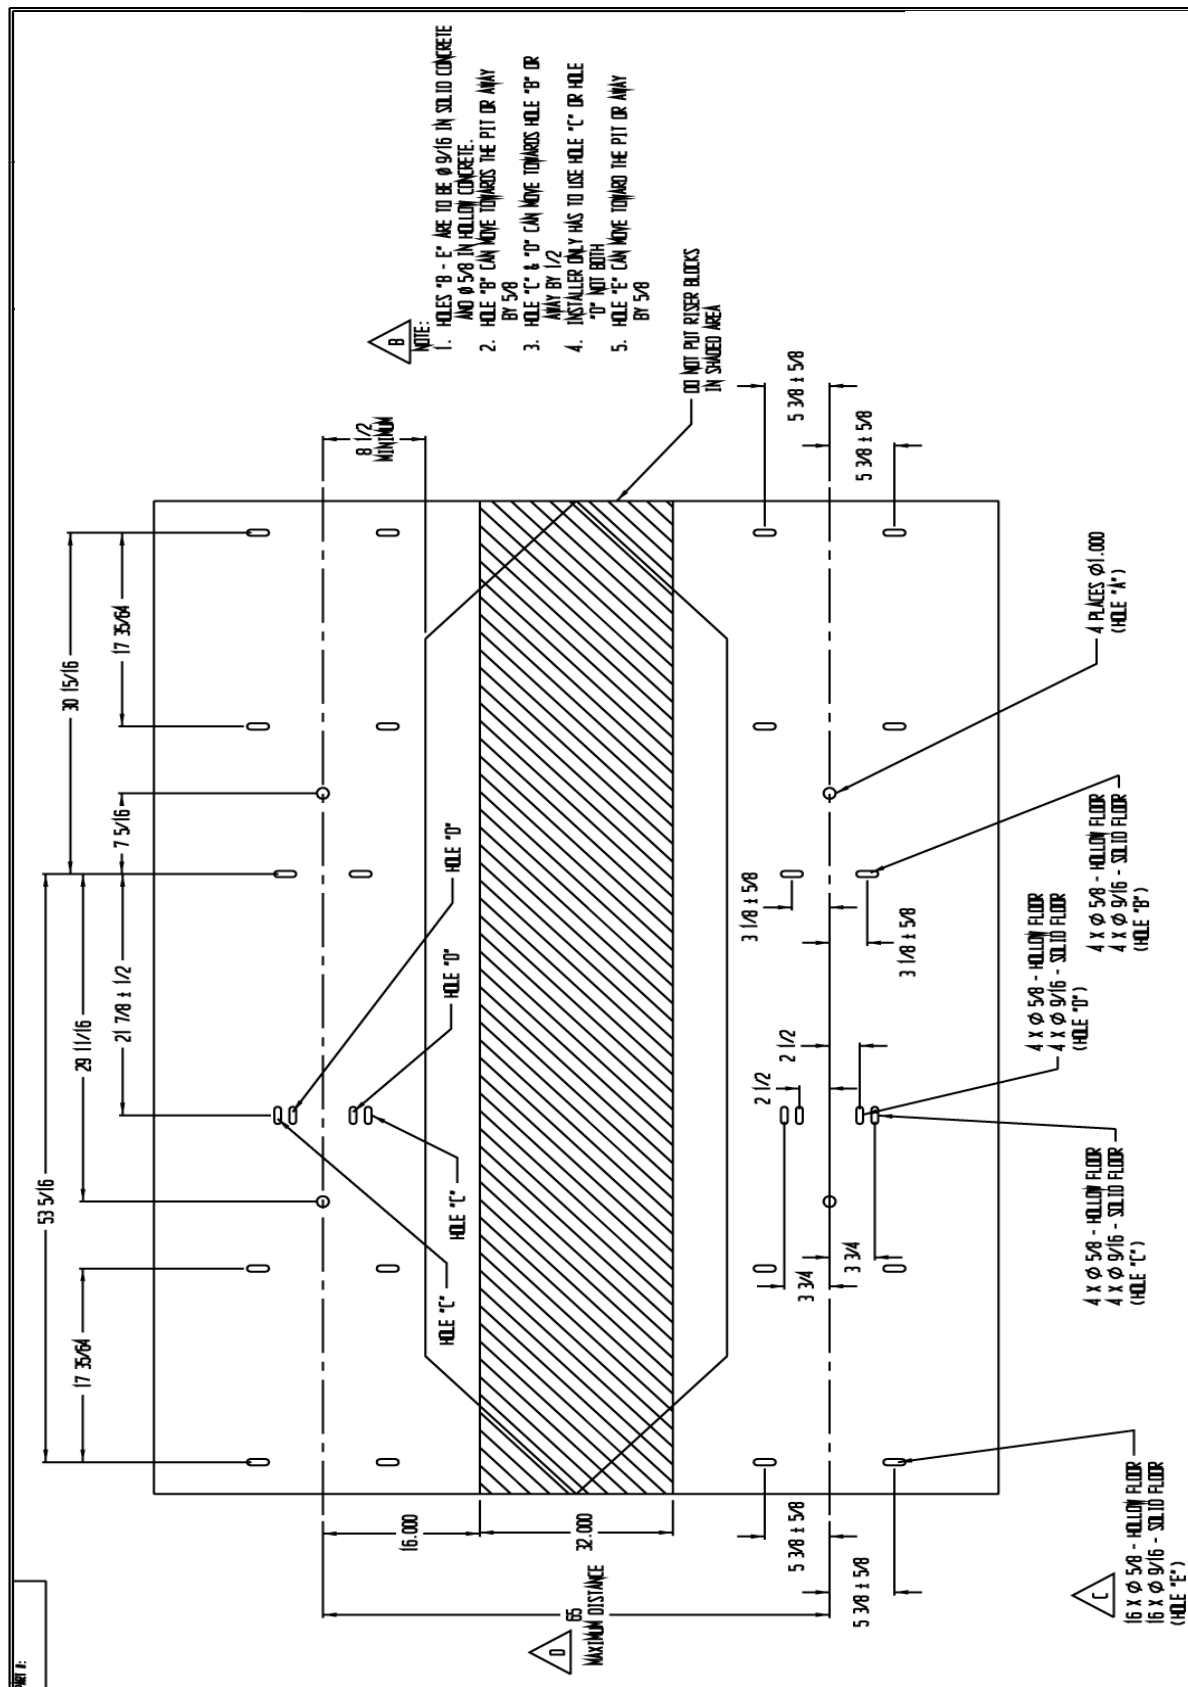 PART #:
B
NOTE:
1. HOLES "B - E" ARE TO BE Ø 9/16 IN SOLID CONCRETE
AND Ø 5/8 IN HOLLOW CONCRETE.
2. HOLE "B" CAN MOVE TOWARDS THE PIT OR AWAY
BY 5/8
3. HOLE "C" & "D" CAN MOVE TOWARDS HOLE "B" OR
AWAY BY 1/2
4. INSTALLER ONLY HAS TO USE HOLE "C" OR HOLE
"D" NOT BOTH
5. HOLE "E" CAN MOVE TOWARD THE PIT OR AWAY
BY 5/8
DO NOT PUT RISER BLOCKS
IN SHADED AREA
53 5/16
29 11/16
30 15/16
17 35/64
21 7/8 ± 1/2
7 5/16
17 35/64
8 1/2
MINIMUM
HOLE "C"
HOLE "C"
HOLE "D"
HOLE "D"
16.000
32.000
65
MAXIMUM DISTANCE
D
5 3/8 ± 5/8
5 3/8 ± 5/8
3 3/4
3 3/4
2 1/2
2 1/2
3 1/8 ± 5/8
3 1/8 ± 5/8
5 3/8 ± 5/8
5 3/8 ± 5/8
C
16 X Ø 5/8 - HOLLOW FLOOR
16 X Ø 9/16 - SOLID FLOOR
(HOLE "E")
4 X Ø 5/8 - HOLLOW FLOOR
4 X Ø 9/16 - SOLID FLOOR
(HOLE "C")
4 X Ø 5/8 - HOLLOW FLOOR
4 X Ø 9/16 - SOLID FLOOR
(HOLE "D")
4 X Ø 5/8 - HOLLOW FLOOR
4 X Ø 9/16 - SOLID FLOOR
(HOLE "B")
4 PLACES Ø1.000
(HOLE "A")